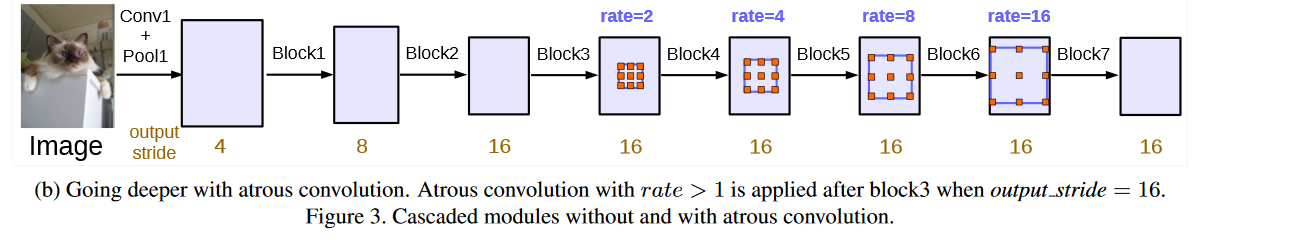 rate=2 rate=4 rate=8 rate=16
Conv1
+
Pool1
Block1 Block2 Block3 Block4 Block5 Block6 Block7
Image
output
stride
4 8 16 16 16 16 16 16
(b) Going deeper with atrous convolution. Atrous convolution with rate > 1 is applied after block3 when output_stride = 16.
Figure 3. Cascaded modules without and with atrous convolution.